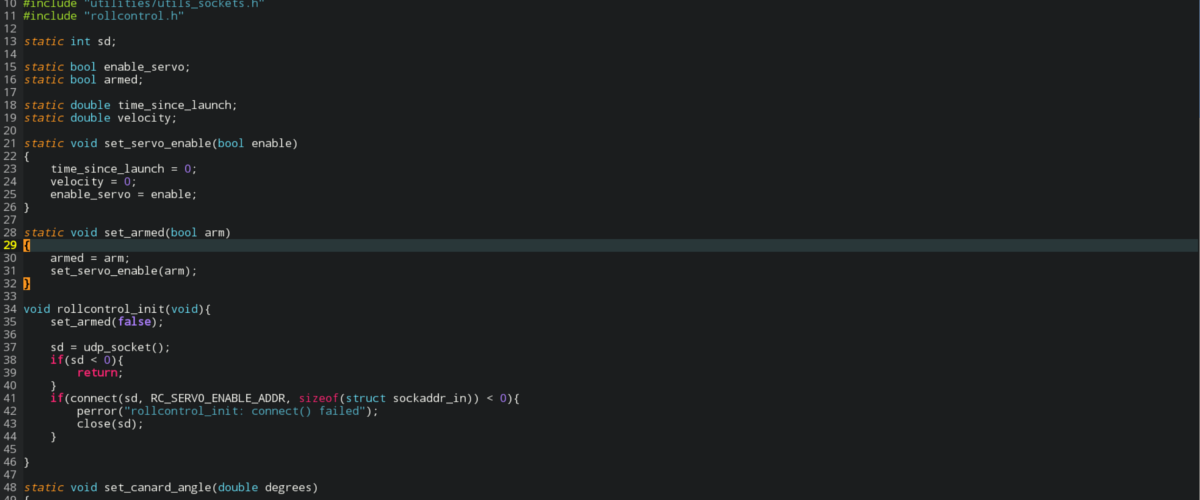 10 #include "utilities/utils_sockets.h"
11 #include "rollcontrol.h"
12
13 static int sd;
14
15 static bool enable_servo;
16 static bool armed;
17
18 static double time_since_launch;
19 static double velocity;
20
21 static void set_servo_enable(bool enable)
22 {
23     time_since_launch = 0;
24     velocity = 0;
25     enable_servo = enable;
26 }
27
28 static void set_armed(bool arm)
29 {
30     armed = arm;
31     set_servo_enable(arm);
32 }
33
34 void rollcontrol_init(void){
35     set_armed(false);
36
37     sd = udp_socket();
38     if(sd < 0){
39         return;
40     }
41     if(connect(sd, RC_SERVO_ENABLE_ADDR, sizeof(struct sockaddr_in)) < 0){
42         perror("rollcontrol_init: connect() failed");
43         close(sd);
44     }
45
46 }
47
48 static void set_canard_angle(double degrees)
49 {